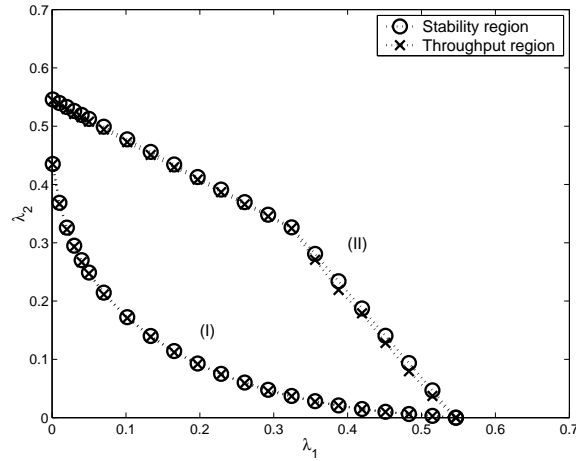 0.7
Stability region
Throughput region
0.6
0.5
0.4
λ2
(II)
0.3
0.2
(I)
0.1
0
0 0.1 0.2 0.3 0.4 0.5 0.6 0.7
λ1